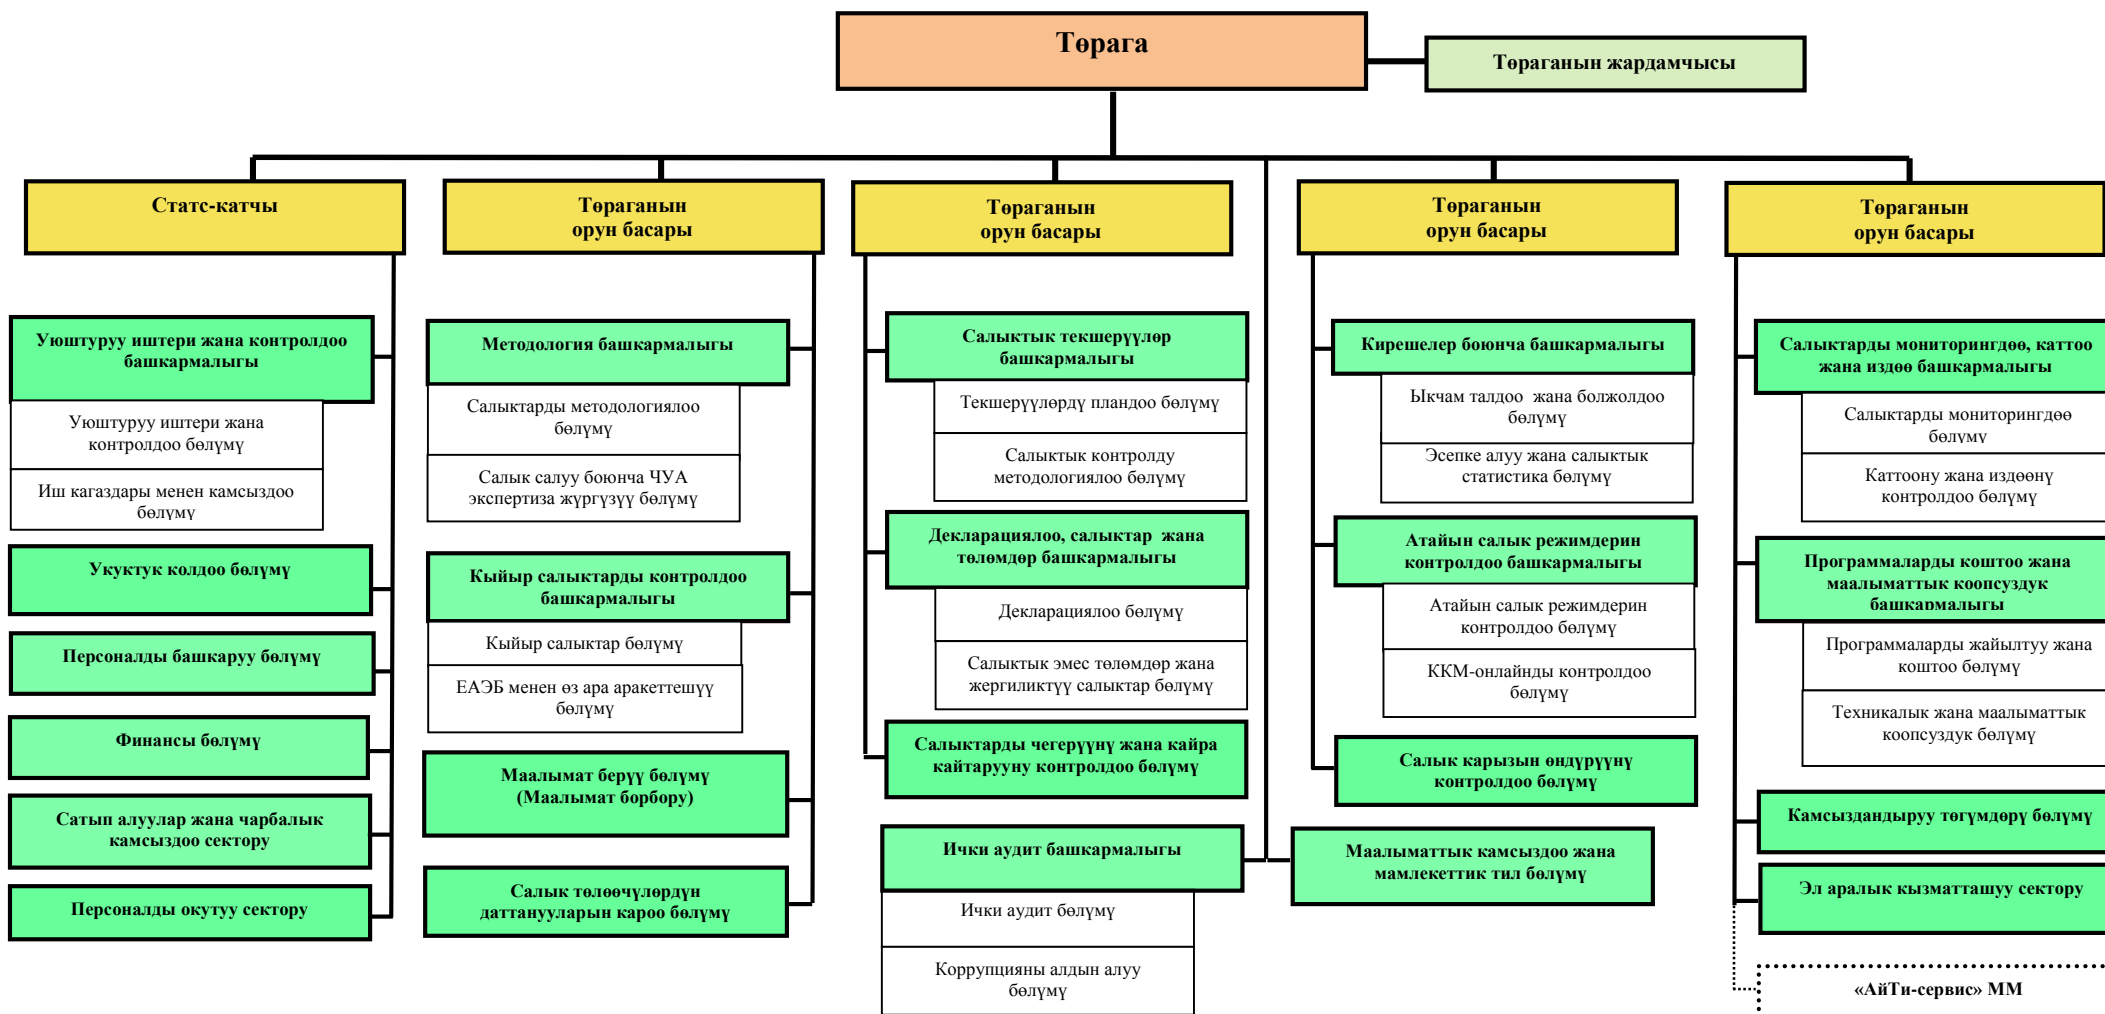 Төрага
Төраганын жардамчысы
Статс-катчы
Уюштуруу иштери жана контролдоо
башкармалыгы
Уюштуруу иштери жана
контролдоо бөлүмү
Иш кагаздары менен камсыздоо
бөлүмү
Укуктук колдоо бөлүмү
Персоналды башкаруу бөлүмү
Финансы бөлүмү
Сатып алуулар жана чарбалык
камсыздоо сектору
Персоналды окутуу сектору
Төраганын
орун басары
Методология башкармалыгы
Салыктарды методологиялоо
бөлүмү
Салык салуу боюнча ЧУА
экспертиза жүргүзүү бөлүмү
Кыйыр салыктарды контролдоо
башкармалыгы
Кыйыр салыктар бөлүмү
ЕАЭБ менен өз ара аракеттешүү
бөлүмү
Маалымат берүү бөлүмү
(Маалымат борбору)
Салык төлөөчүлөрдүн
даттанууларын кароо бөлүмү
Төраганын
орун басары
Салыктык текшерүүлөр
башкармалыгы
Текшерүүлөрдү пландоо бөлүмү
Салыктык контролду
методологиялоо бөлүмү
Декларациялоо, салыктар жана
төлөмдөр башкармалыгы
Декларациялоо бөлүмү
Салыктык эмес төлөмдөр жана
жергиликтүү салыктар бөлүмү
Салыктарды чегерүүнү жана кайра
кайтарууну контролдоо бөлүмү
Ички аудит башкармалыгы
Ички аудит бөлүмү
Коррупцияны алдын алуу
бөлүмү
Төраганын
орун басары
Кирешелер боюнча башкармалыгы
Ыкчам талдоо жана болжолдоо
бөлүмү
Эсепке алуу жана салыктык
статистика бөлүмү
Атайын салык режимдерин
контролдоо башкармалыгы
Атайын салык режимдерин
контролдоо бөлүмү
ККМ-онлайнды контролдоо
бөлүмү
Салык карызын өндүрүүнү
контролдоо бөлүмү
Маалыматтык камсыздоо жана
мамлекеттик тил бөлүмү
Төраганын
орун басары
Салыктарды мониторингдөө, каттоо
жана издөө башкармалыгы
Салыктарды мониторингдөө
бөлүмү
Каттоону жана издөөнү
контролдоо бөлүмү
Программаларды коштоо жана
маалыматтык коопсуздук
башкармалыгы
Программаларды жайылтуу жана
коштоо бөлүмү
Техникалык жана маалыматтык
коопсуздук бөлүмү
Камсыздандыруу төгүмдөрү бөлүмү
Эл аралык кызматташуу сектору
«АйТи-сервис» ММ